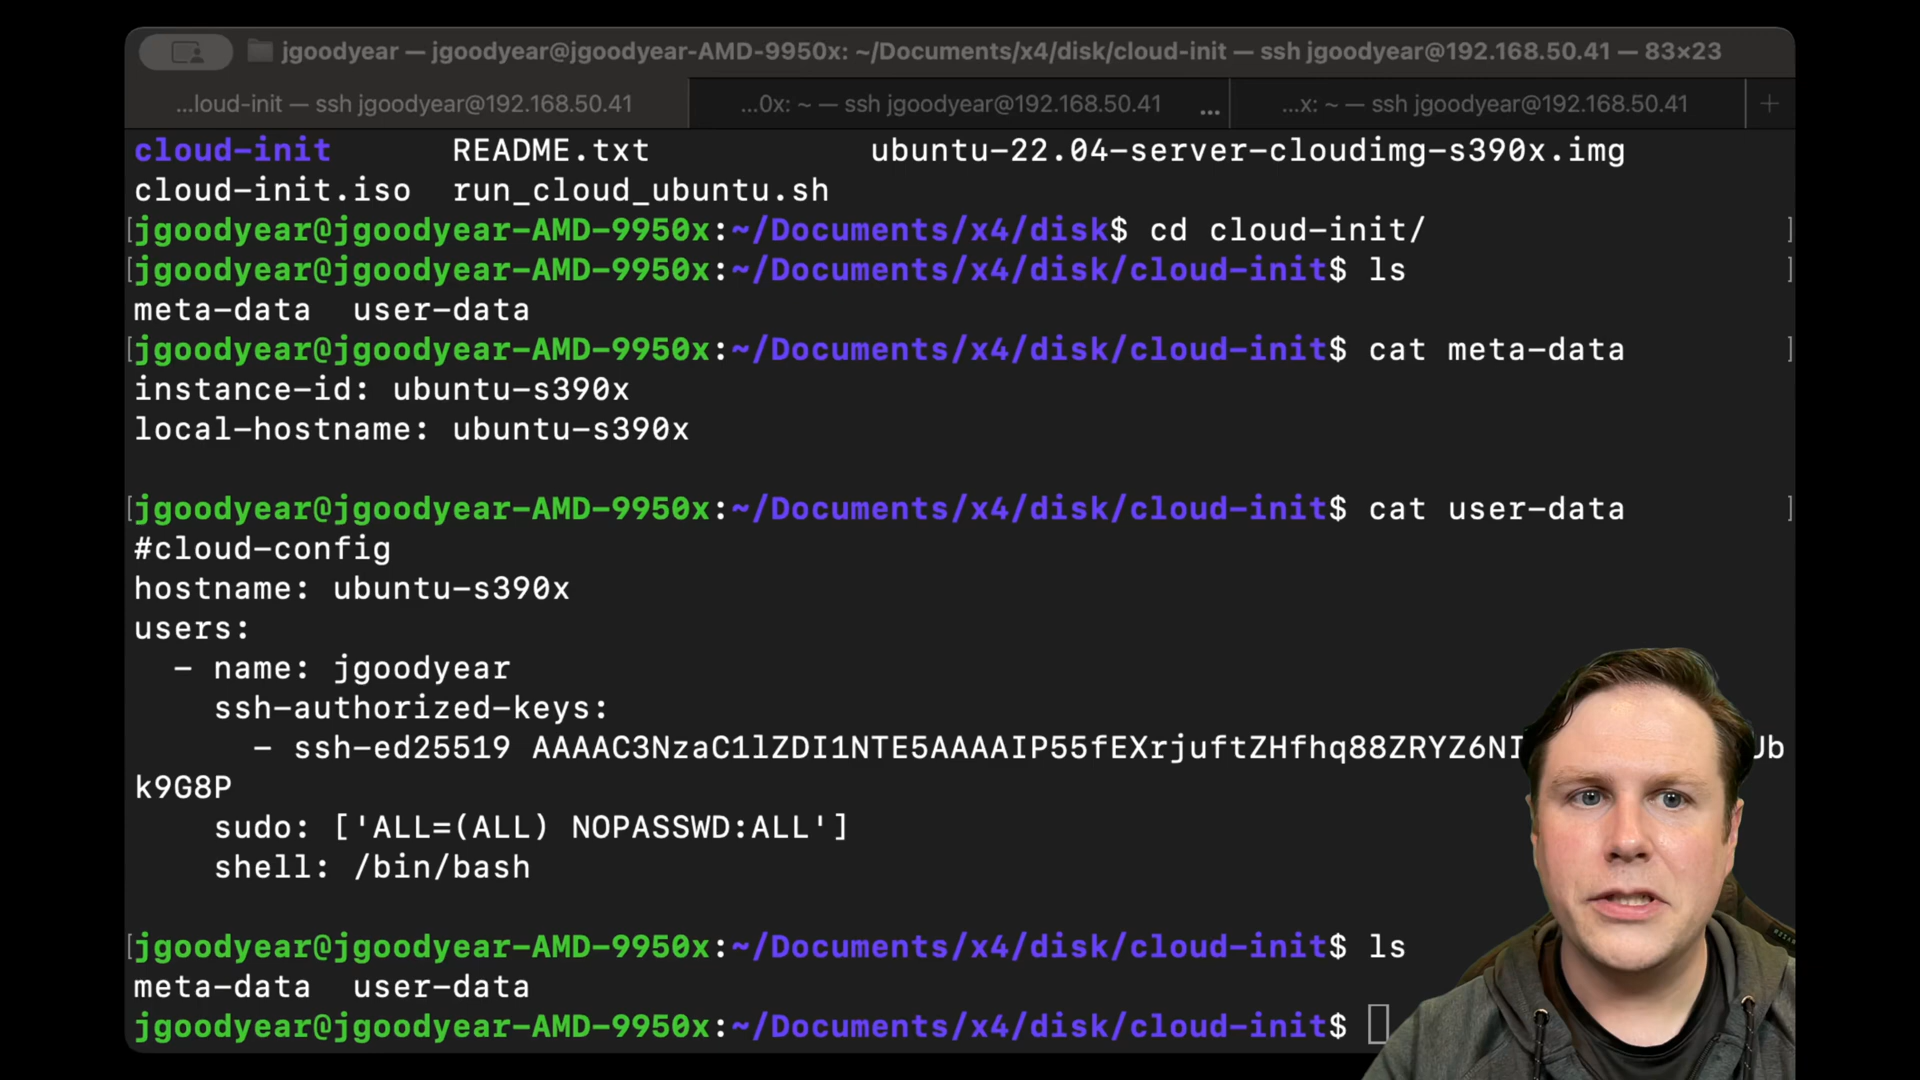 jgoodyear — jgoodyear@jgoodyear-AMD-9950x: ~/Documents/x4/disk/cloud-init — ssh jgoodyear@192.168.50.41 — 83×23
...loud-init — ssh jgoodyear@192.168.50.41 ...0x: ~ — ssh jgoodyear@192.168.50.41 ... ...x: ~ — ssh jgoodyear@192.168.50.41 +
cloud-init README.txt ubuntu-22.04-server-cloudimg-s390x.img
cloud-init.iso run_cloud_ubuntu.sh
[jgoodyear@jgoodyear-AMD-9950x:~/Documents/x4/disk$ cd cloud-init/ ]
[jgoodyear@jgoodyear-AMD-9950x:~/Documents/x4/disk/cloud-init$ ls ]
meta-data user-data
[jgoodyear@jgoodyear-AMD-9950x:~/Documents/x4/disk/cloud-init$ cat meta-data ]
instance-id: ubuntu-s390x
local-hostname: ubuntu-s390x
[jgoodyear@jgoodyear-AMD-9950x:~/Documents/x4/disk/cloud-init$ cat user-data ]
#cloud-config
hostname: ubuntu-s390x
users:
- name: jgoodyear
ssh-authorized-keys:
- ssh-ed25519 AAAAC3NzaC1lZDI1NTE5AAAAIP55fEXrjuftZHfhq88ZRYZ6NI Jb
k9G8P
sudo: ['ALL=(ALL) NOPASSWD:ALL']
shell: /bin/bash
[jgoodyear@jgoodyear-AMD-9950x:~/Documents/x4/disk/cloud-init$ ls
meta-data user-data
jgoodyear@jgoodyear-AMD-9950x:~/Documents/x4/disk/cloud-init$